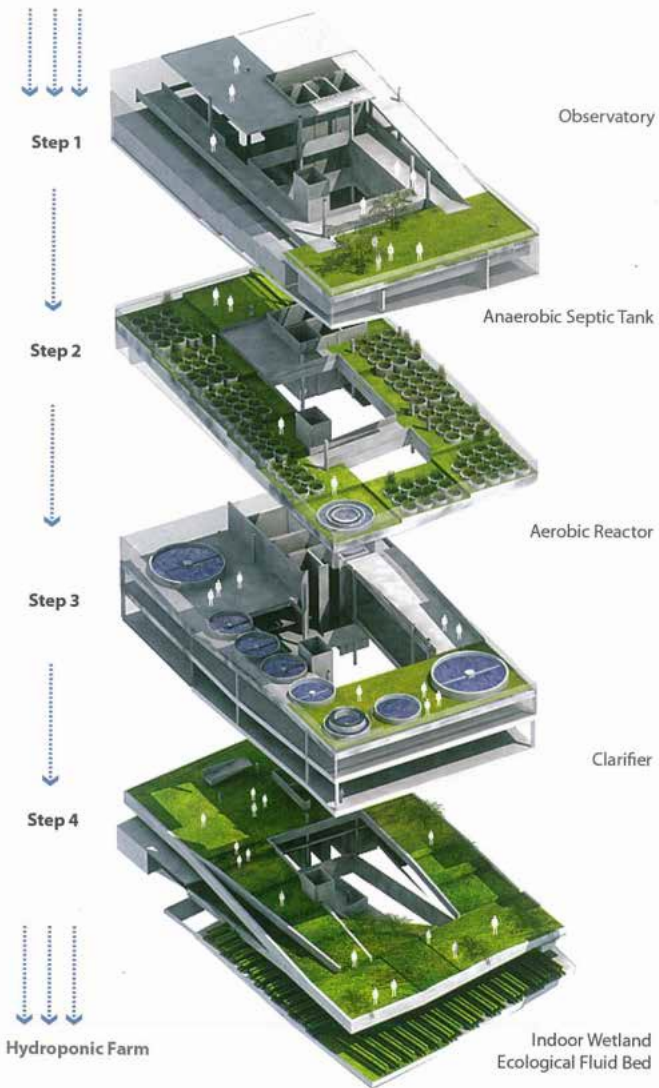 Observatory
Step 1
Anaerobic Septic Tank
Step 2
Aerobic Reactor
Step 3
Clarifier
Step 4
Hydroponic Farm
Indoor Wetland
Ecological Fluid Bed